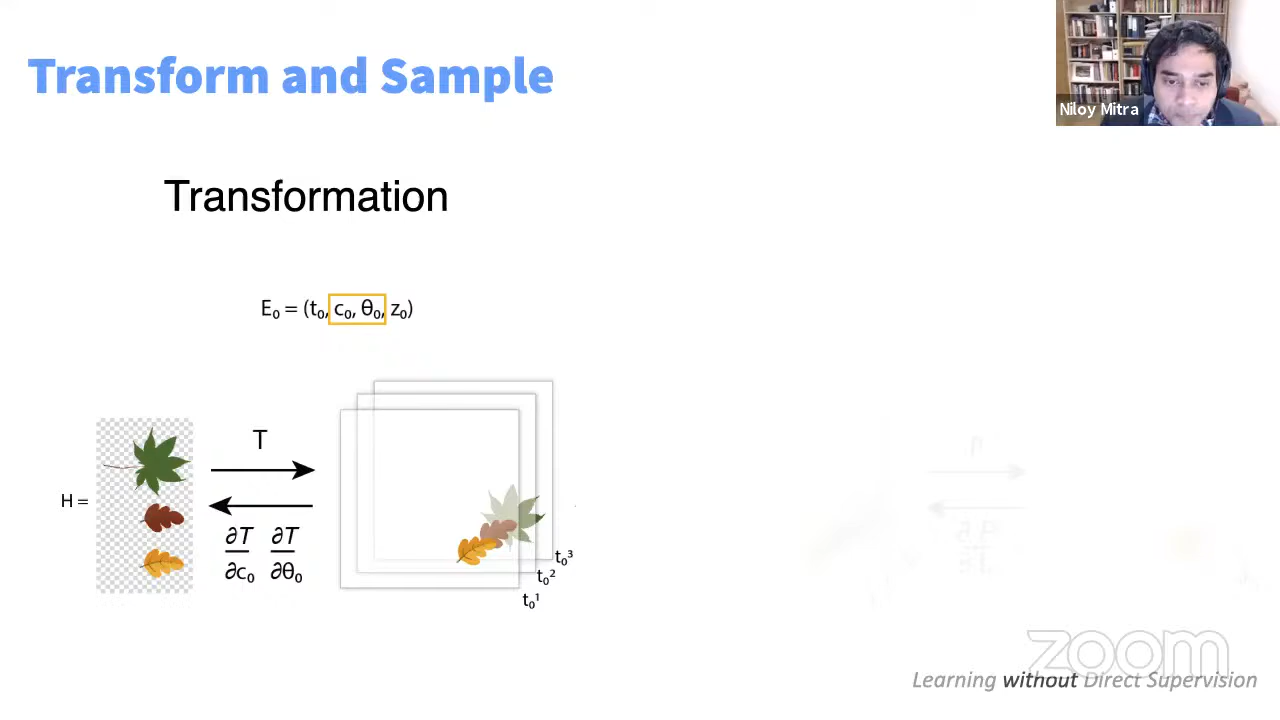 Transform and Sample
Niloy Mitra
Transformation
E₀ = (t₀, c₀, θ₀, z₀)
T
H =
∂T ∂T
∂c₀ ∂θ₀
t₀³
t₀²
t₀¹
zoom
Learning without Direct Supervision